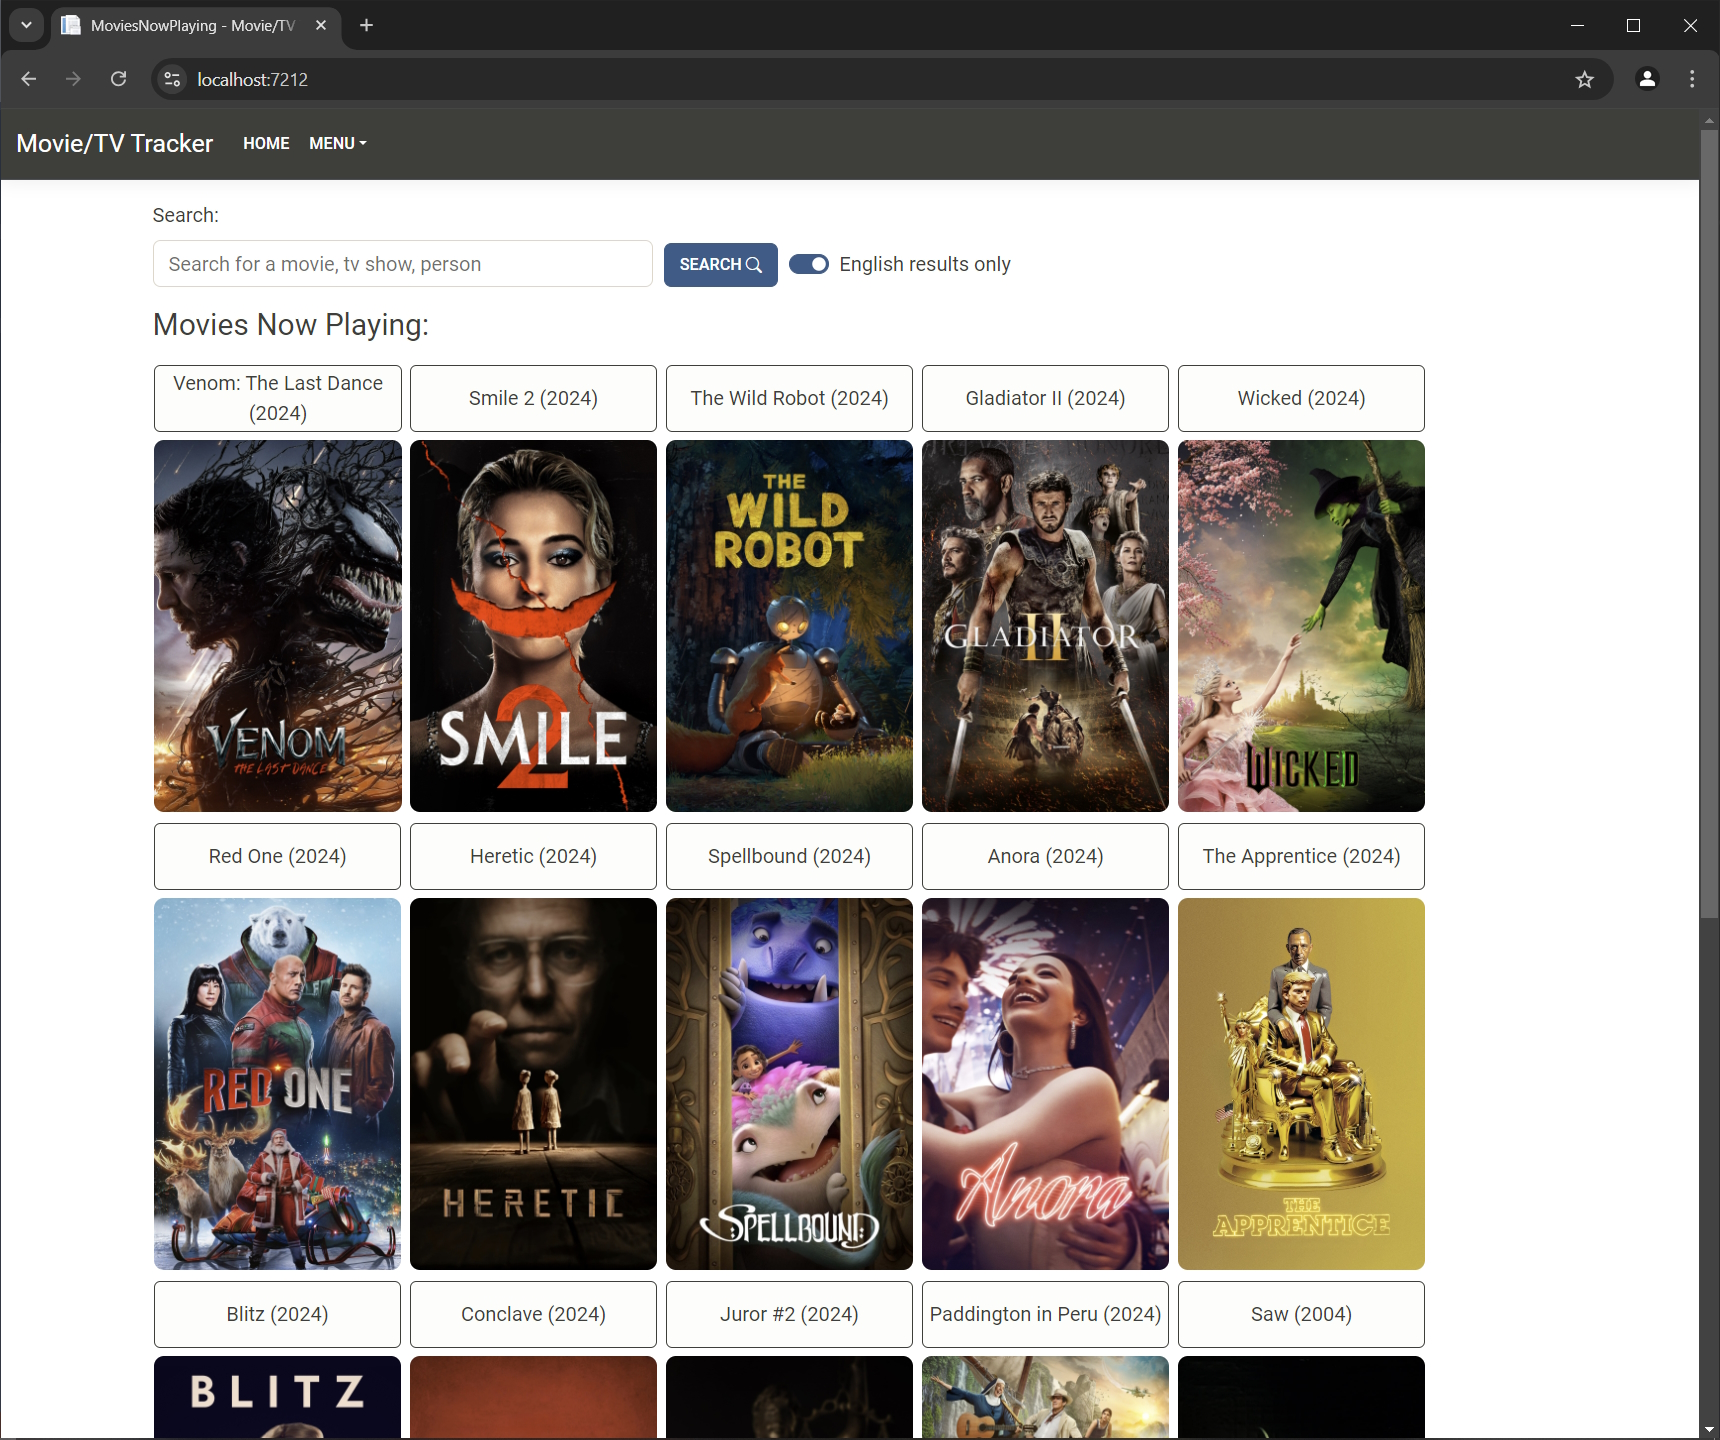 MoviesNowPlaying - Movie/TV
localhost:7212
Movie/TV Tracker
HOME
MENU
Search:
Search for a movie, tv show, person
SEARCH
English results only
Movies Now Playing:
Venom: The Last Dance
(2024)
Smile 2 (2024)
The Wild Robot (2024)
Gladiator II (2024)
Wicked (2024)
VENOM
THE LAST DANCE
SMILE
2
THE
WILD
ROBOT
GLADIATOR
II
WICKED
Red One (2024)
Heretic (2024)
Spellbound (2024)
Anora (2024)
The Apprentice (2024)
RED ONE
HERETIC
SPELLBOUND
Anora
THE
APPRENTICE
Blitz (2024)
Conclave (2024)
Juror #2 (2024)
Paddington in Peru (2024)
Saw (2004)
BLITZ